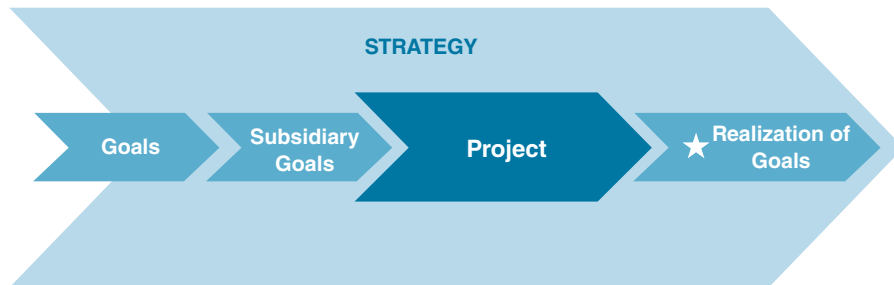 STRATEGY
Goals
Subsidiary
Goals
Project
Realization of
Goals